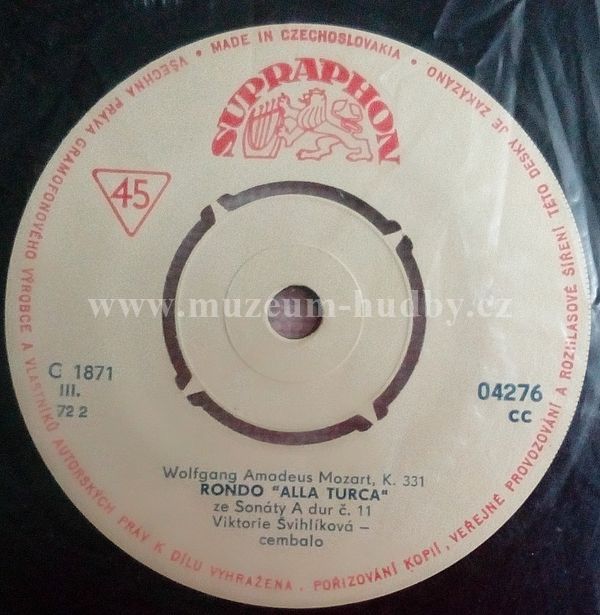 • MADE IN CZECHOSLOVAKIA •
VŠECHNA PRÁVA GRAMOFONOVÉHO VÝROBCE A VLASTNÍKŮ AUTORSKÝCH PRÁV K DÍLU VYHRAŽENA. POŘIZOVÁNÍ KOPIÍ, VEŘEJNÉ PROVOZOVÁNÍ A ROZHLASOVÉ ŠÍŘENÍ TÉTO DESKY JE ZAKÁZÁNO
SUPRAPHON
45
www.muzeum-hudby.cz
C 1871
III.
72 2
04276
CC
Wolfgang Amadeus Mozart, K. 331
RONDO "ALLA TURCA"
ze Sonáty A dur č. 11
Viktorie Švihlíková –
cembalo